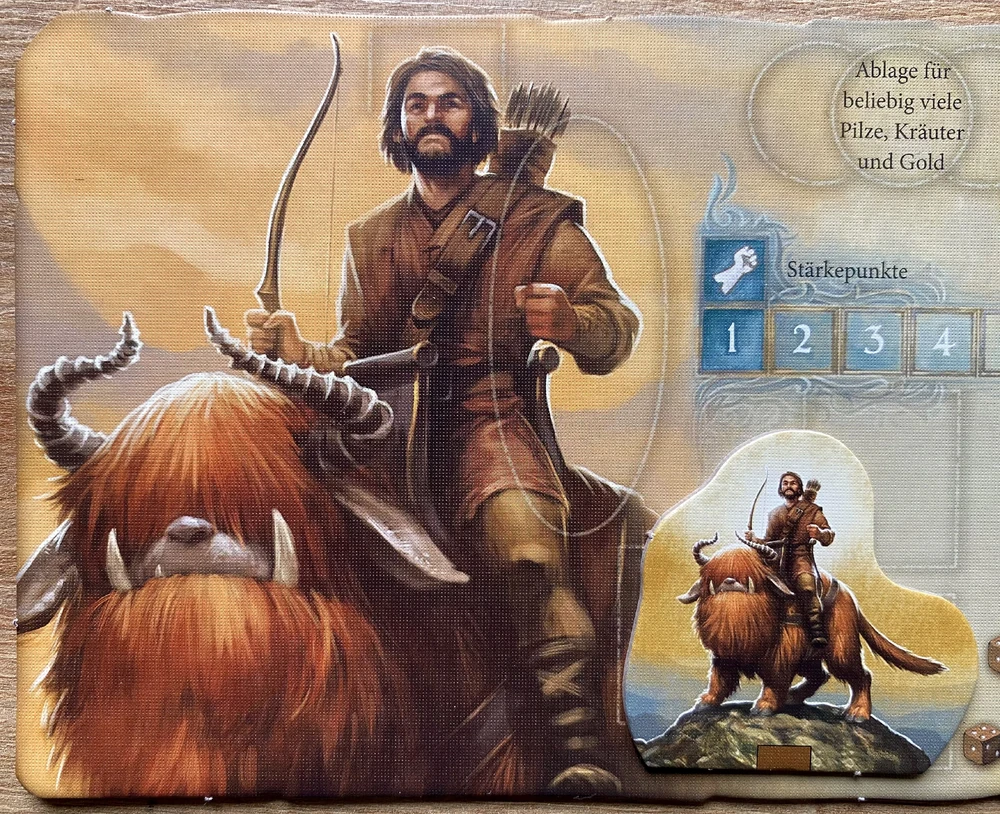 Ablage für
beliebig viele
Pilze, Kräuter
und Gold
Stärkepunkte
1 2 3 4